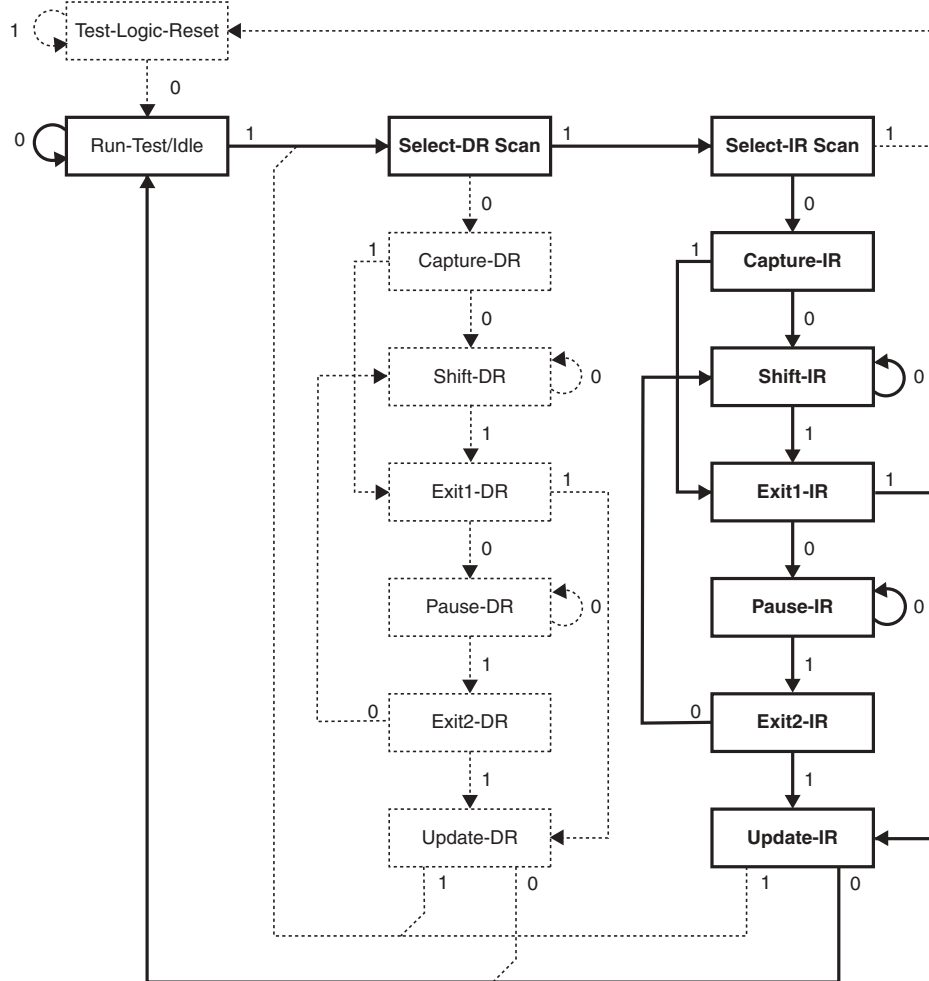 1
Test-Logic-Reset
0
0
Run-Test/Idle
1
Select-DR Scan
1
Select-IR Scan
1
0
0
1
Capture-DR
1
Capture-IR
0
0
Shift-DR
0
Shift-IR
0
1
1
Exit1-DR
1
Exit1-IR
1
0
0
Pause-DR
0
Pause-IR
0
1
1
0
Exit2-DR
0
Exit2-IR
1
1
Update-DR
Update-IR
1
0
1
0